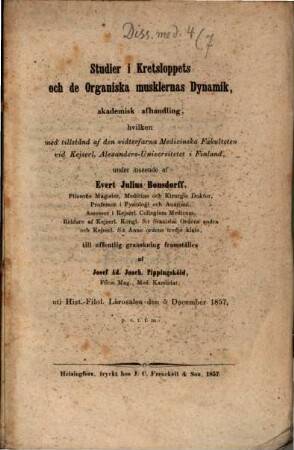 Diss. med. 4(7
Studier i Kretsloppets
och de Organiska musklernas Dynamik,
akademisk afhandling,
hvilken
med tillstånd af den vidterfarna Medicinska Fakulteten
vid Kejserl. Alexanders-Universitetet i Finland,
under inseende af
Evert Julius Bonsdorff,
Filosofie Magister, Medicine och Kirurgie Doktor,
Professor i Fysiologi och Anatomi,
Assessor i Kejserl. Collegium Medicum,
Riddare af Kejserl. Kongl. St: Stanislai Ordens andra
och Kejserl. St: Annæ ordens tredje klass,
till offentlig granskning framställes
af
Josef Ad. Joach. Pippingsköld,
Filos. Mag., Med. Kandidat,
uti Hist.-Filol. Lärosalen den 5 December 1857,
p. v. t. f. m.
Helsingfors, tryckt hos J. C. Frenckell & Son, 1857.